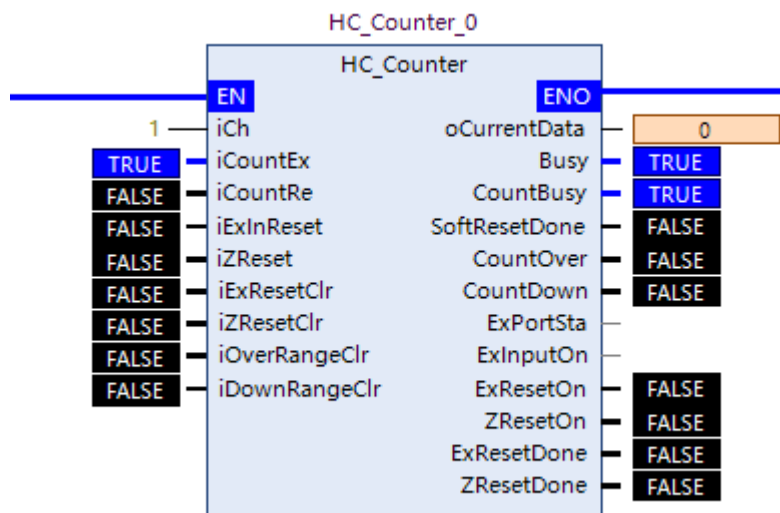 HC_Counter_0
HC_Counter
EN ENO
1 iCh oCurrentData 0
TRUE iCountEx Busy TRUE
FALSE iCountRe CountBusy TRUE
FALSE iExInReset SoftResetDone FALSE
FALSE iZReset CountOver FALSE
FALSE iExResetClr CountDown FALSE
FALSE iZResetClr ExPortSta
FALSE iOverRangeClr ExInputOn
FALSE iDownRangeClr ExResetOn FALSE
ZResetOn FALSE
ExResetDone FALSE
ZResetDone FALSE